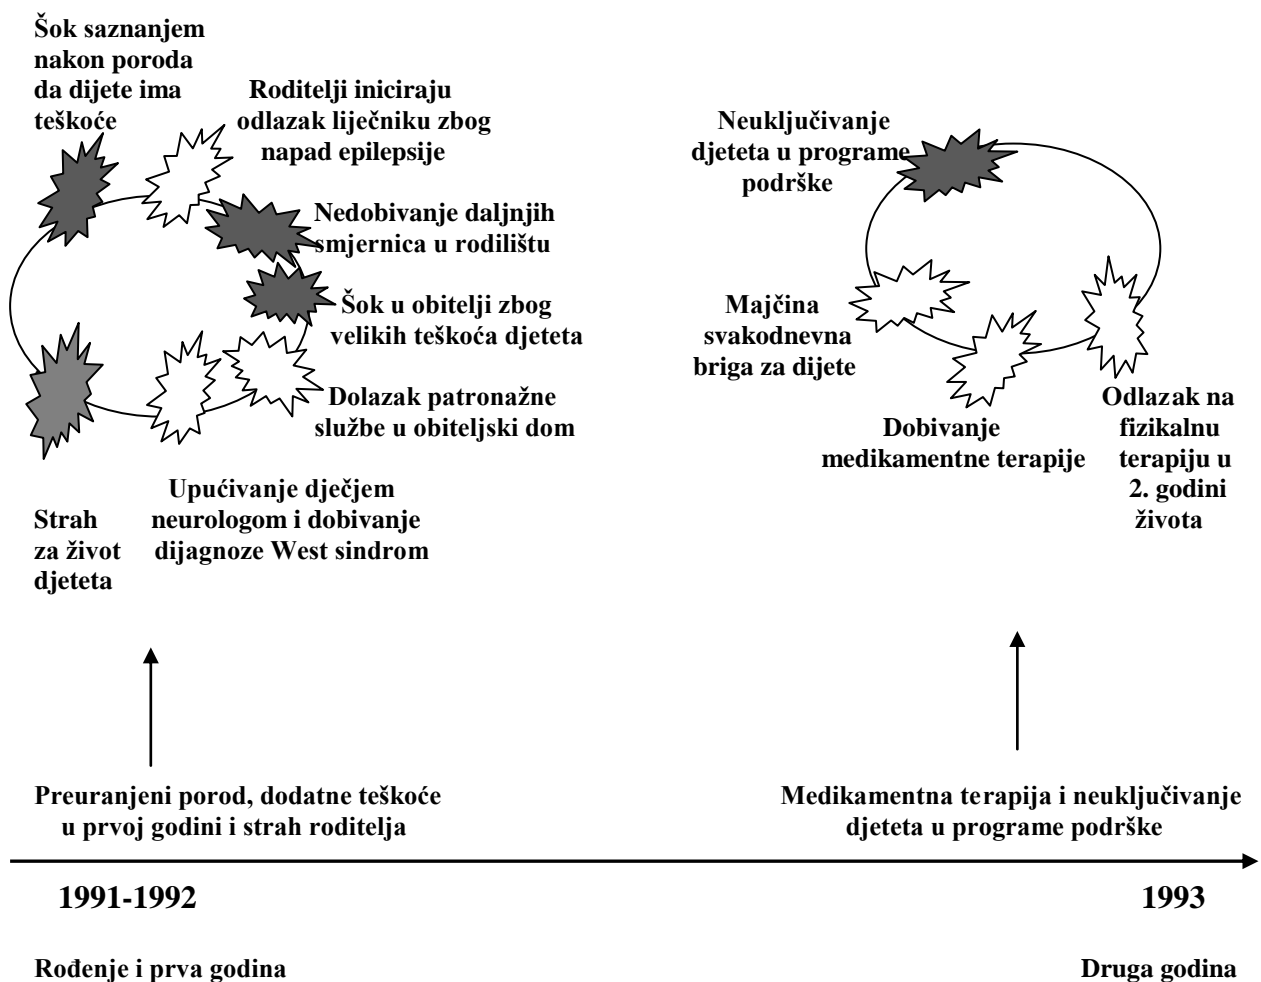 Šok saznanjem
nakon poroda
da dijete ima
teškoće
Roditelji iniciraju
odlazak liječniku zbog
napad epilepsije
Nedobivanje daljnjih
smjernica u rodilištu
Šok u obitelji zbog
velikih teškoća djeteta
Dolazak patronažne
službe u obiteljski dom
Upućivanje dječjem
neurologom i dobivanje
dijagnoze West sindrom
Strah
za život
djeteta
Neuključivanje
djeteta u programe
podrške
Majčina
svakodnevna
briga za dijete
Dobivanje
medikamentne terapije
Odlazak na
fizikalnu
terapiju u
2. godini
života
Preuranjeni porod, dodatne teškoće
u prvoj godini i strah roditelja
Medikamentna terapija i neuključivanje
djeteta u programe podrške
1991-1992
1993
Rođenje i prva godina
Druga godina